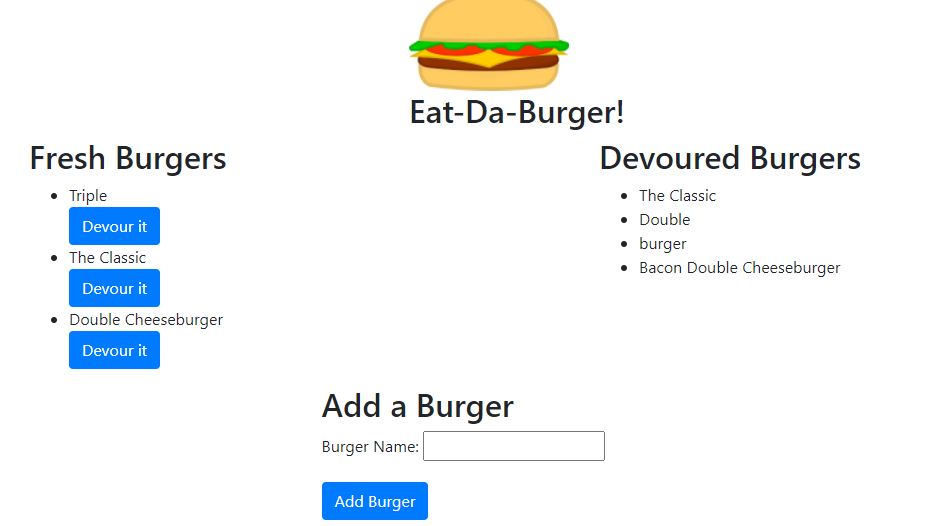 Eat-Da-Burger!
Fresh Burgers
Triple
Devour it
The Classic
Devour it
Double Cheeseburger
Devour it
Devoured Burgers
The Classic
Double
burger
Bacon Double Cheeseburger
Add a Burger
Burger Name:
Add Burger